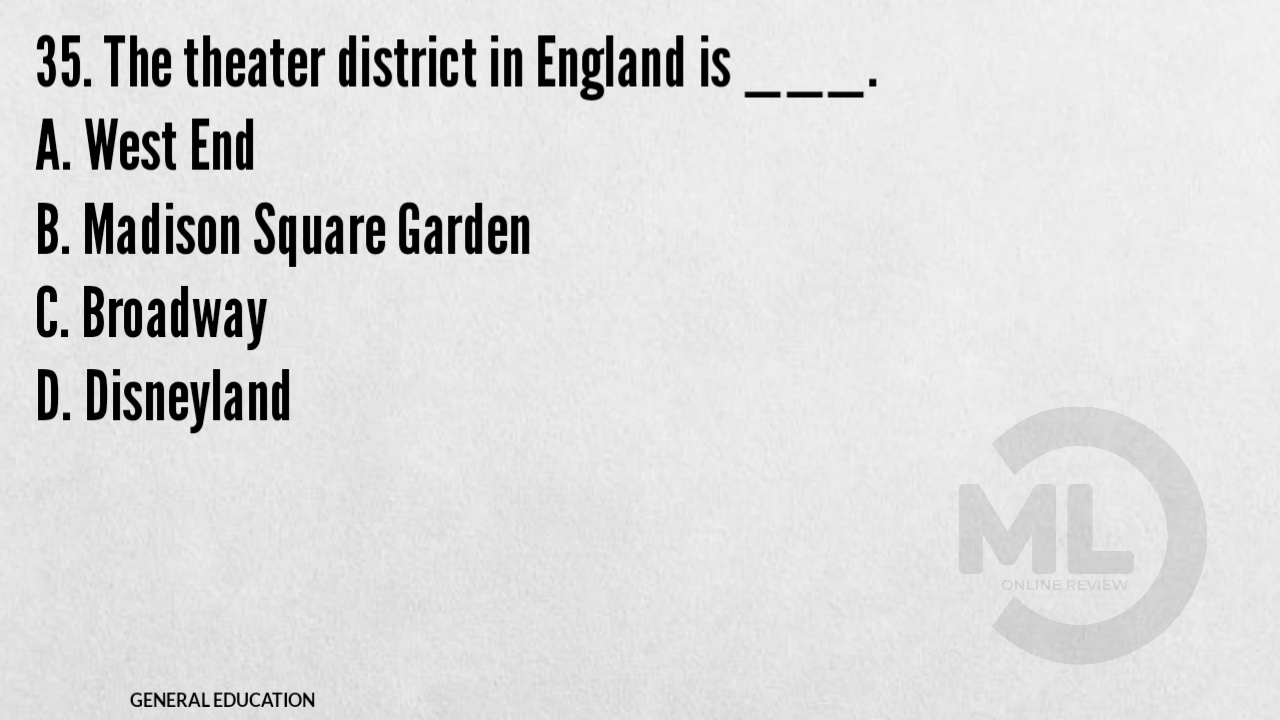 35. The theater district in England is ___.
A. West End
B. Madison Square Garden
C. Broadway
D. Disneyland
ML
ONLINE REVIEW
GENERAL EDUCATION